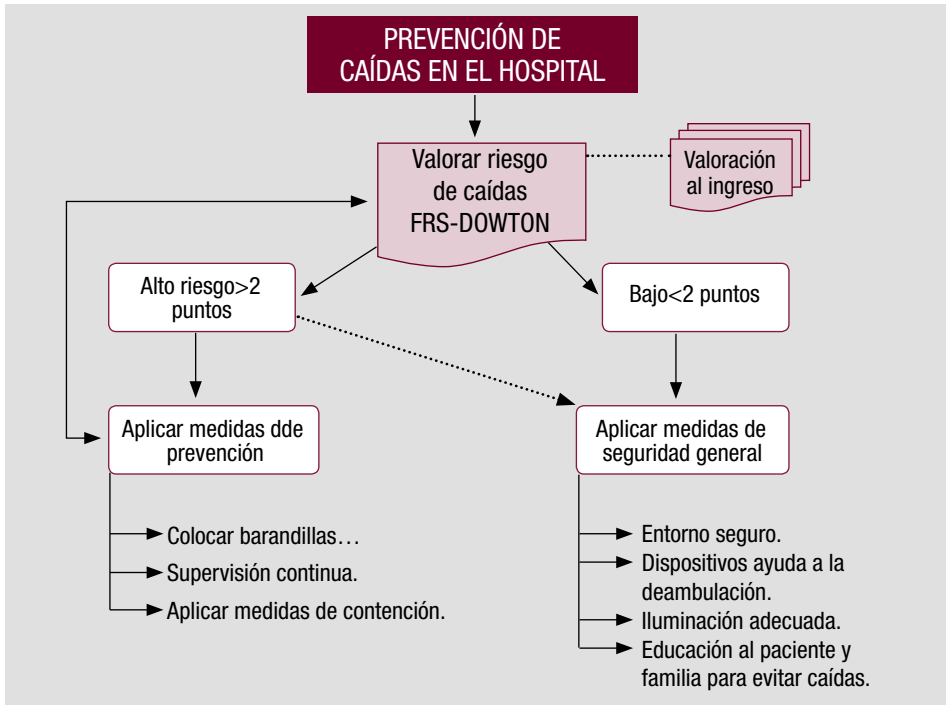 PREVENCIÓN DE
CAÍDAS EN EL HOSPITAL
Valorar riesgo
de caídas
FRS-DOWTON
Valoración
al ingreso
Alto riesgo>2
puntos
Bajo<2 puntos
Aplicar medidas dde
prevención
Aplicar medidas de
seguridad general
Colocar barandillas…
Supervisión continua.
Aplicar medidas de contención.
Entorno seguro.
Dispositivos ayuda a la
deambulación.
Iluminación adecuada.
Educación al paciente y
familia para evitar caídas.